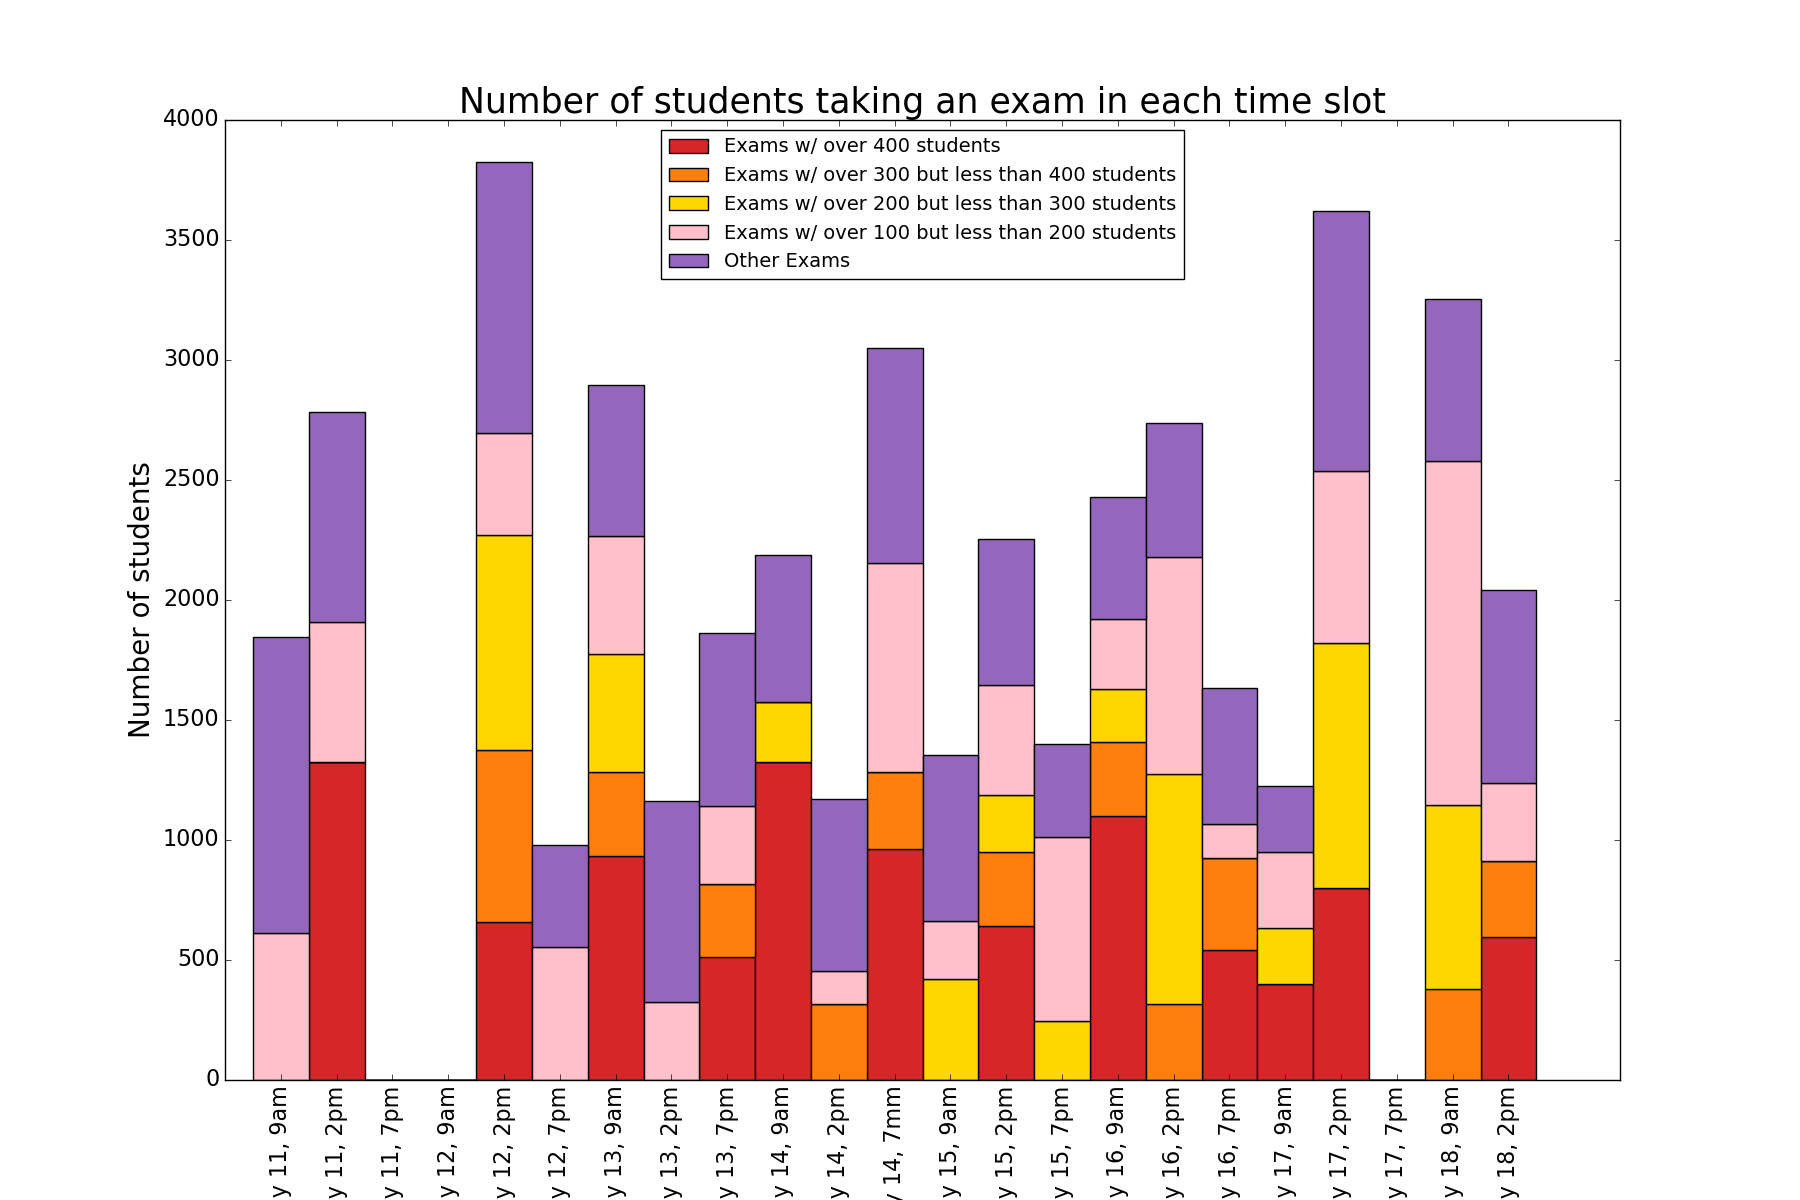 Number of students taking an exam in each time slot
Exams w/ over 400 students
Exams w/ over 300 but less than 400 students
Exams w/ over 200 but less than 300 students
Exams w/ over 100 but less than 200 students
Other Exams
Number of students
4000
3500
3000
2500
2000
1500
1000
500
0
y 11, 9am
y 11, 2pm
y 11, 7pm
y 12, 9am
y 12, 2pm
y 12, 7pm
y 13, 9am
y 13, 2pm
y 13, 7pm
y 14, 9am
y 14, 2pm
y 14, 7mm
y 15, 9am
y 15, 2pm
y 15, 7pm
y 16, 9am
y 16, 2pm
y 16, 7pm
y 17, 9am
y 17, 2pm
y 17, 7pm
y 18, 9am
y 18, 2pm